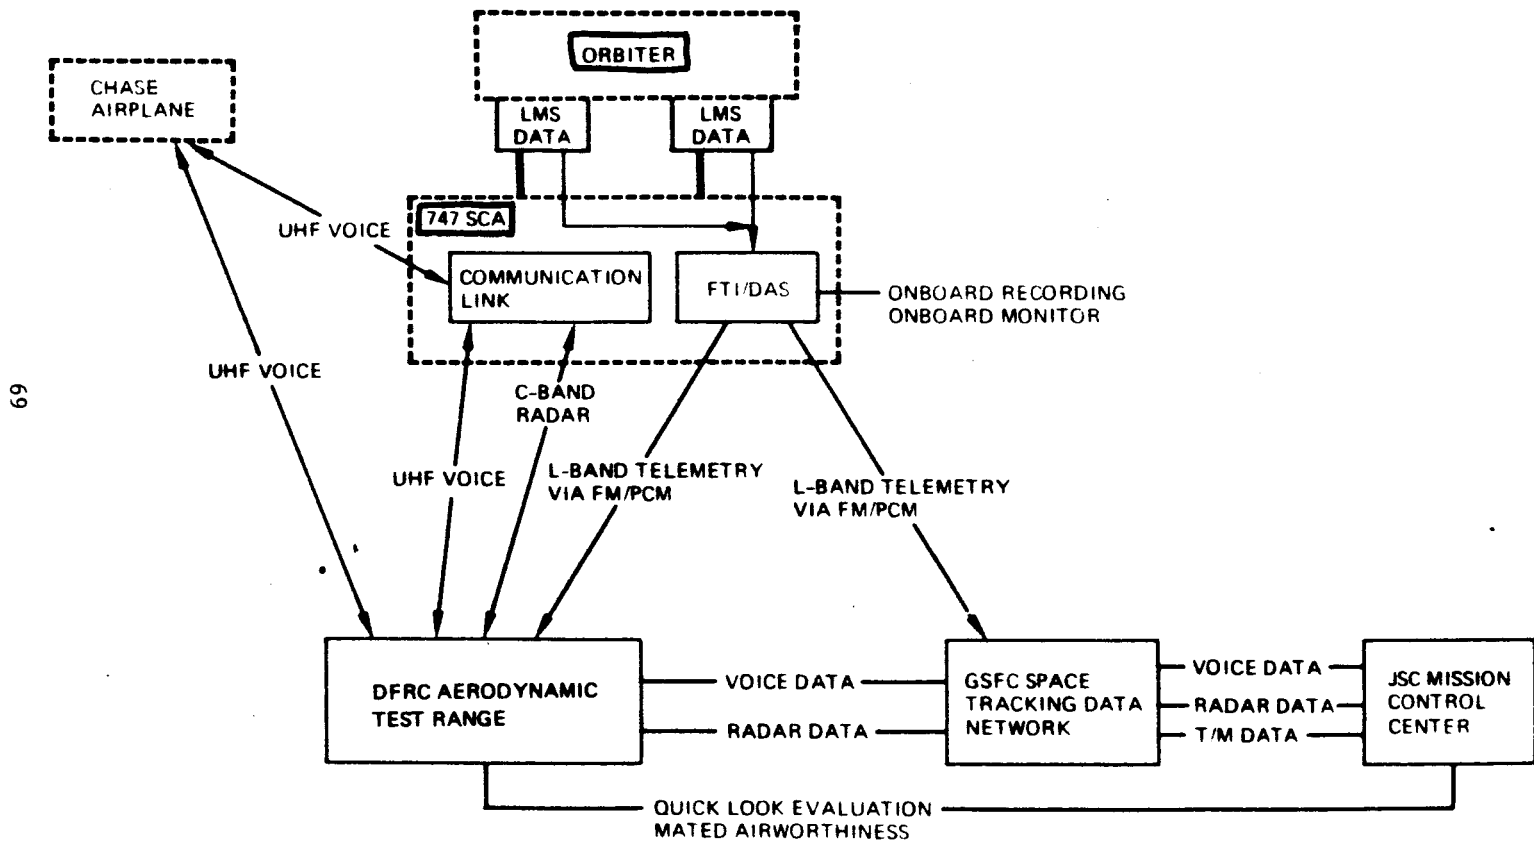 ORBITER
CHASE
AIRPLANE
LMS
DATA
LMS
DATA
747 SCA
UHF VOICE
COMMUNICATION
LINK
FTI/DAS
ONBOARD RECORDING
ONBOARD MONITOR
UHF VOICE
C-BAND
RADAR
69
UHF VOICE
L-BAND TELEMETRY
VIA FM/PCM
L-BAND TELEMETRY
VIA FM/PCM
DFRC AERODYNAMIC
TEST RANGE
VOICE DATA
RADAR DATA
GSFC SPACE
TRACKING DATA
NETWORK
VOICE DATA
RADAR DATA
T/M DATA
JSC MISSION
CONTROL
CENTER
QUICK LOOK EVALUATION
MATED AIRWORTHINESS